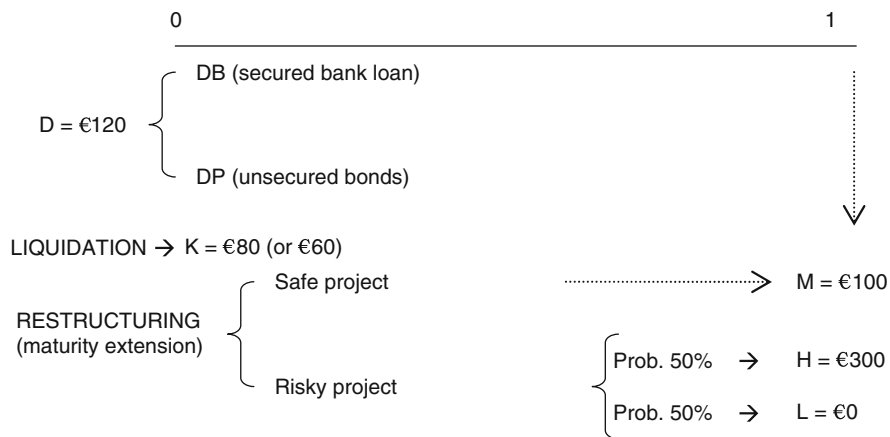 0 1
DB (secured bank loan)
D = €120
DP (unsecured bonds)
LIQUIDATION → K = €80 (or €60)
Safe project M = €100
RESTRUCTURING
(maturity extension)
Prob. 50% → H = €300
Risky project
Prob. 50% → L = €0